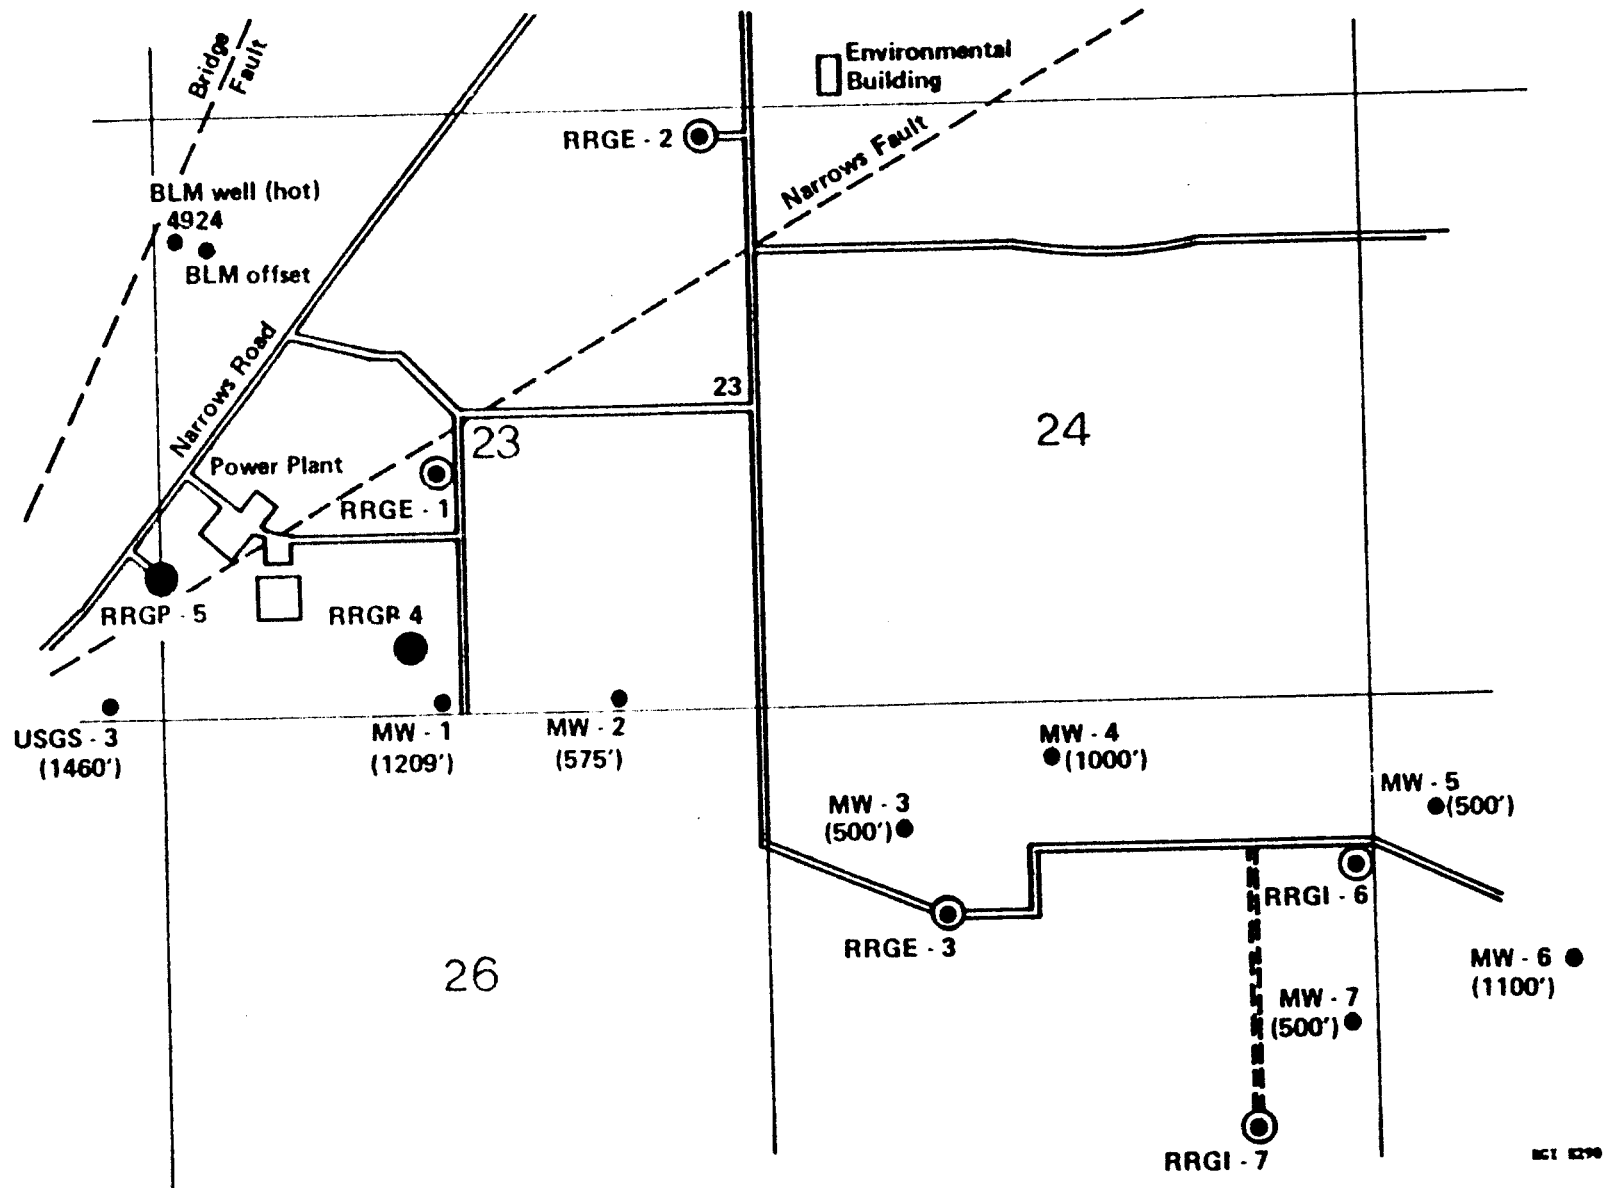 Bridge
Fault
Environmental
Building
RRGE - 2
Narrows Fault
BLM well (hot)
4924
BLM offset
Narrows Road
23
23
24
Power Plant
RRGE - 1
RRGP - 5
RRGP 4
USGS - 3
(1460')
MW - 1
(1209')
MW - 2
(575')
MW - 4
(1000')
MW - 3
(500')
MW - 5
(500')
RRGI - 6
RRGE - 3
26
MW - 6
(1100')
MW - 7
(500')
RRGI - 7